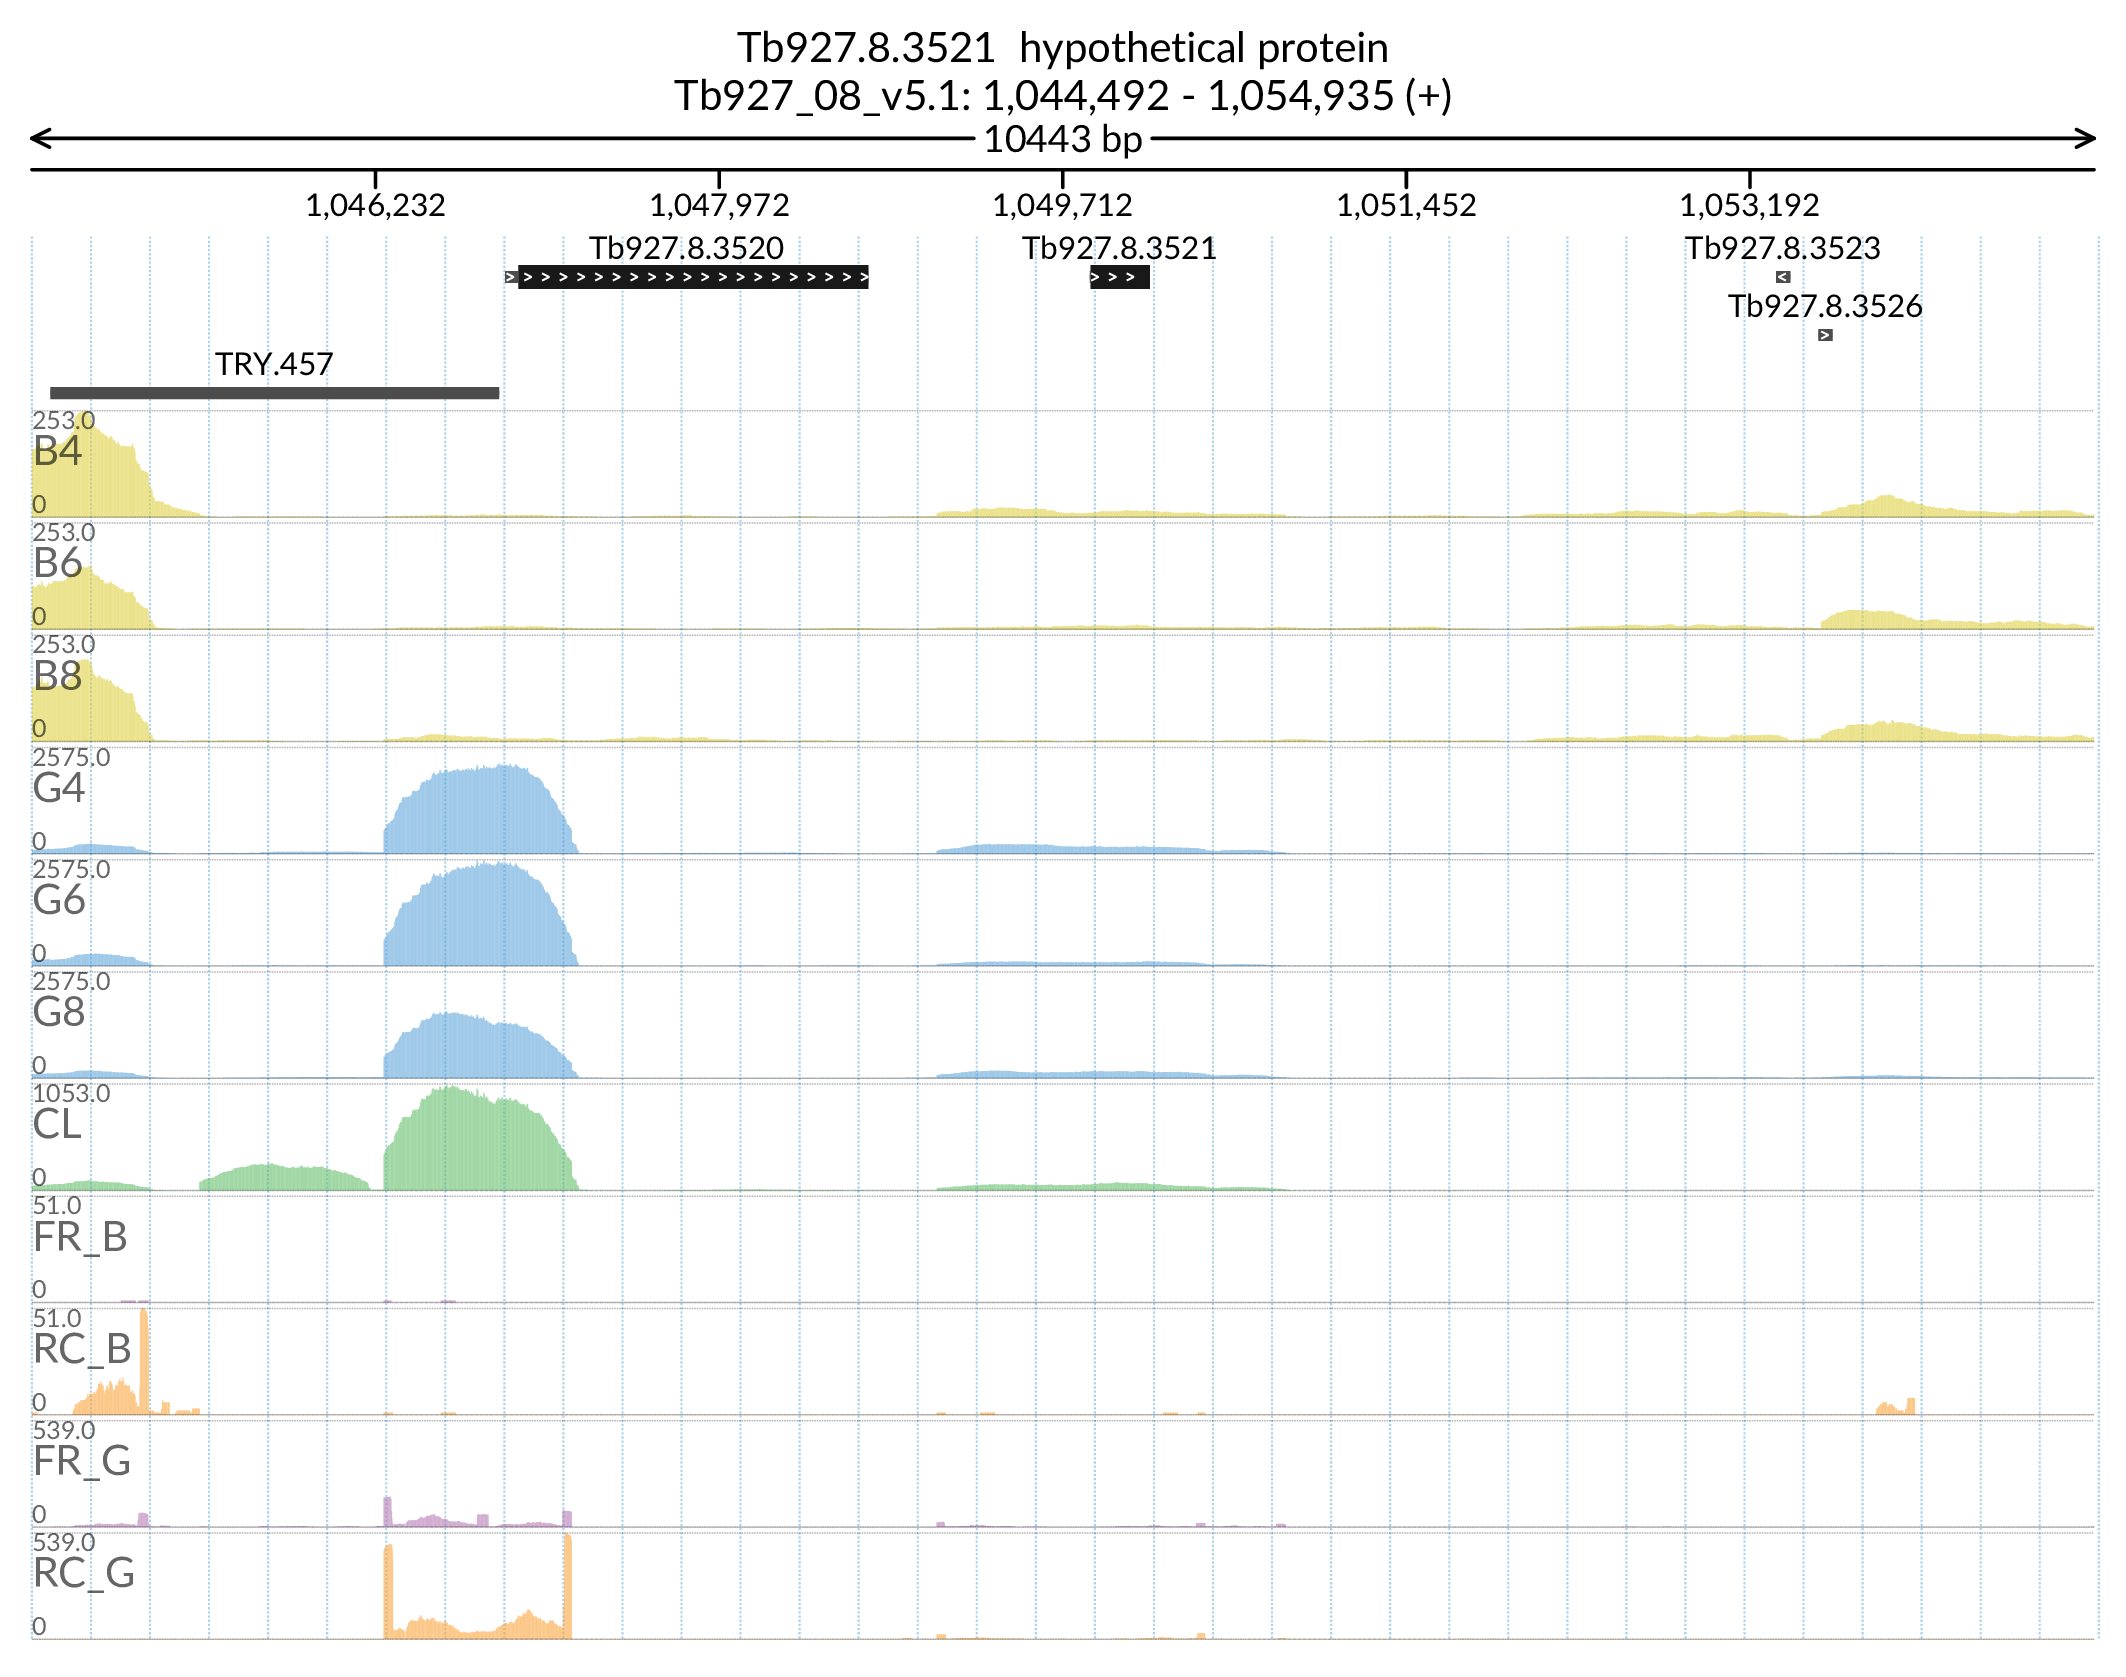 Tb927.8.3521  hypothetical protein
Tb927_08_v5.1: 1,044,492 - 1,054,935 (+)
10443 bp
1,046,232 1,047,972 1,049,712 1,051,452 1,053,192
Tb927.8.3520 Tb927.8.3521 Tb927.8.3523
Tb927.8.3526
TRY.457
253.0
B4
0
253.0
B6
0
253.0
B8
0
2575.0
G4
0
2575.0
G6
0
2575.0
G8
0
1053.0
CL
0
51.0
FR_B
0
51.0
RC_B
0
539.0
FR_G
0
539.0
RC_G
0